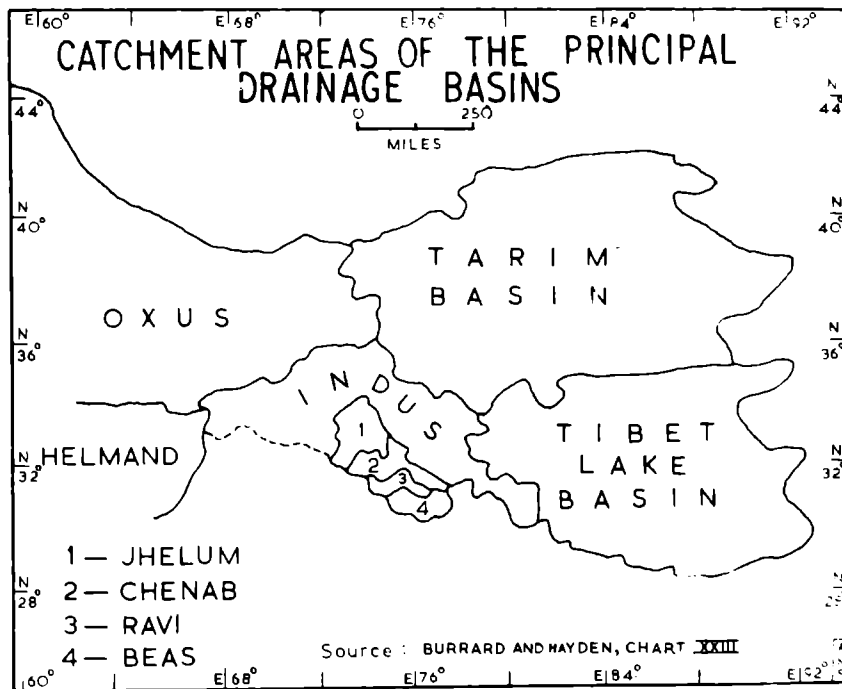 E 60° E 68° E 76° E 84° E 92°
CATCHMENT AREAS OF THE PRINCIPAL
DRAINAGE BASINS
0 250
MILES
N 44° N 44°
N 40° N 40°
TARIM
BASIN
OXUS
N 36° N 36°
INDUS
1
TIBET
HELMAND
2
LAKE
N 32° N 32°
3
BASIN
4
1 — JHELUM
2 — CHENAB
N 28° N 28°
3 — RAVI
4 — BEAS
Source : BURRARD AND HAYDEN, CHART XXIII
E 60° E 68° E 76° E 84° E 92°